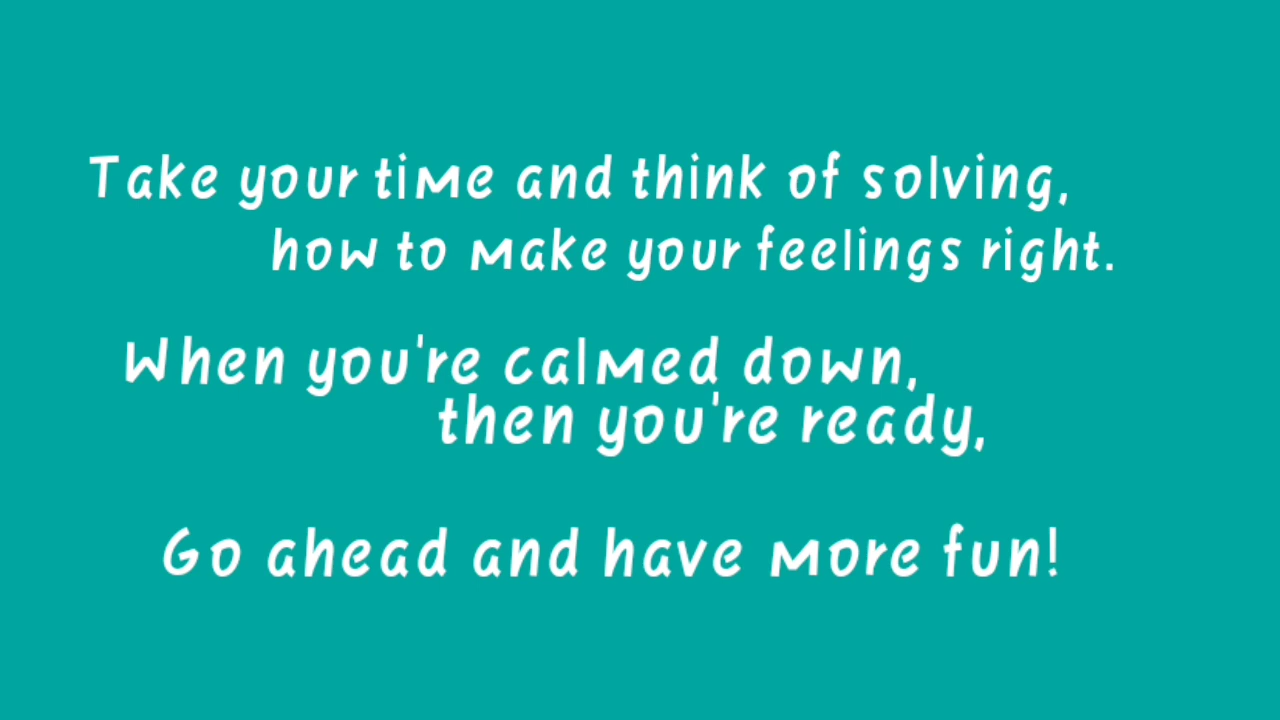 Take your time and think of solving,
how to make your feelings right.
When you're calmed down,
then you're ready,
Go ahead and have more fun!